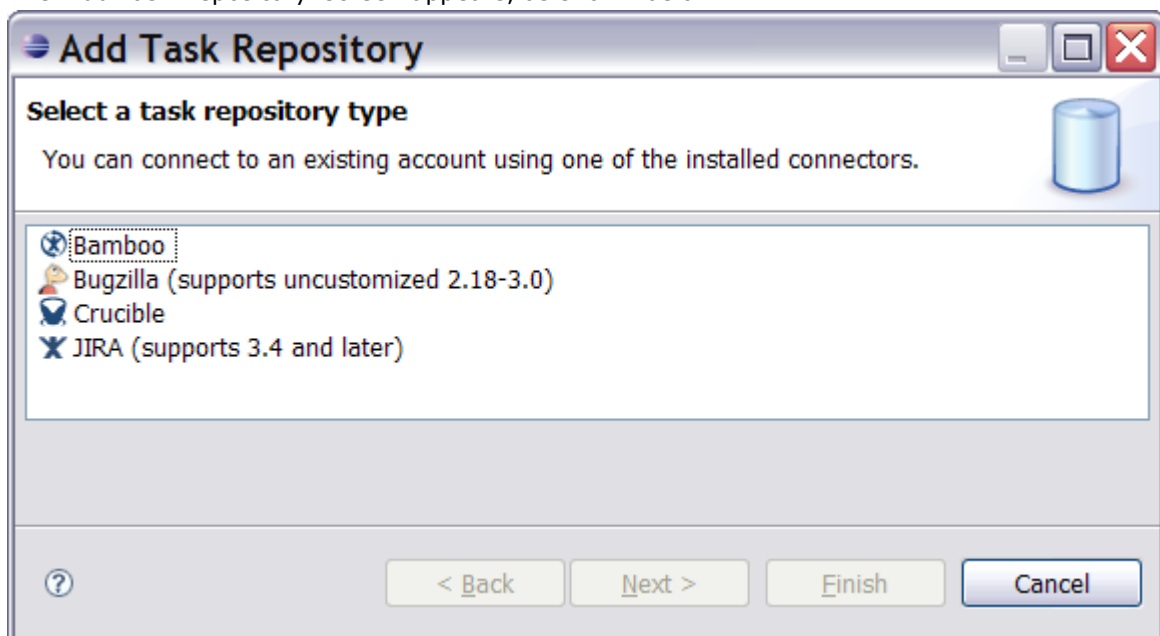 Add Task Repository
Select a task repository type
You can connect to an existing account using one of the installed connectors.
Bamboo
Bugzilla (supports uncustomized 2.18-3.0)
Crucible
JIRA (supports 3.4 and later)
< Back Next > Finish Cancel